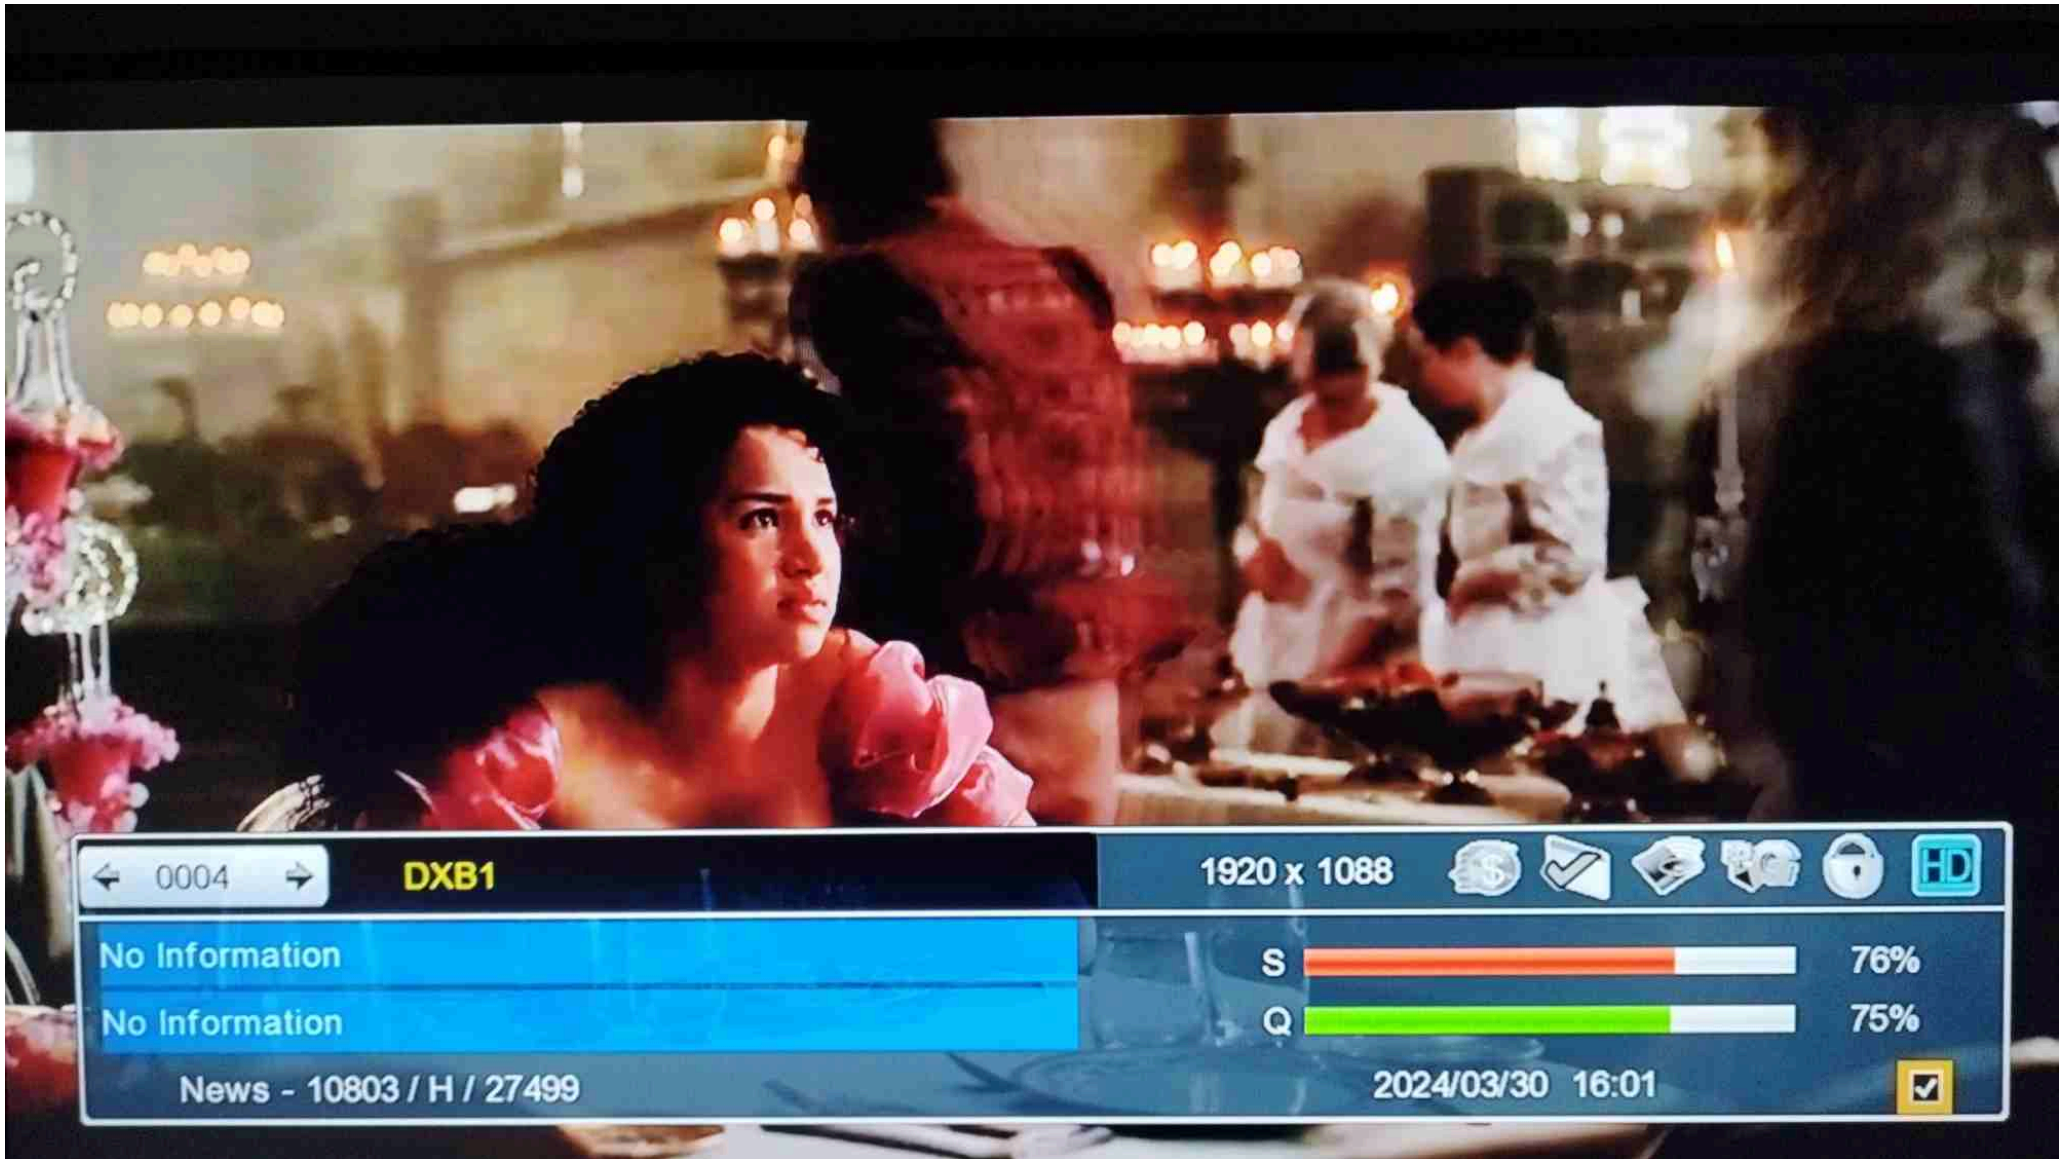 0004 DXB1 1920 x 1088 HD
No Information
S 76%
No Information
Q 75%
News - 10803 / H / 27499 2024/03/30 16:01